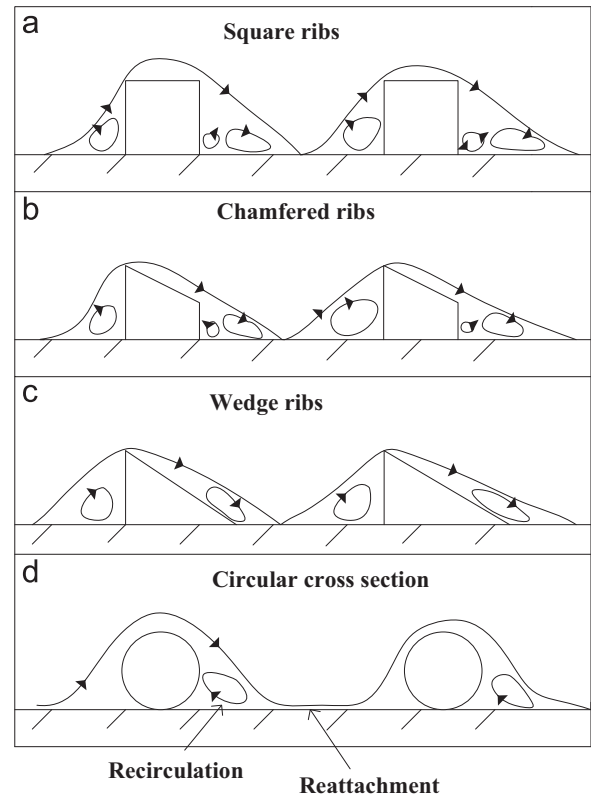 a
Square ribs
b
Chamfered ribs
c
Wedge ribs
d
Circular cross section
Recirculation
Reattachment